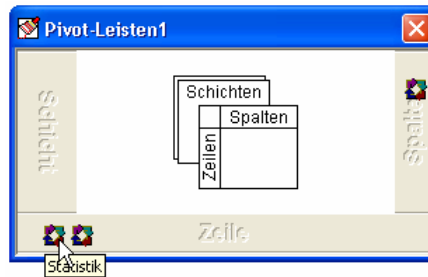 Pivot-Leisten1
Schicht
Schichten
Spalten
Zeilen
Spalte
Zeile
Statistik